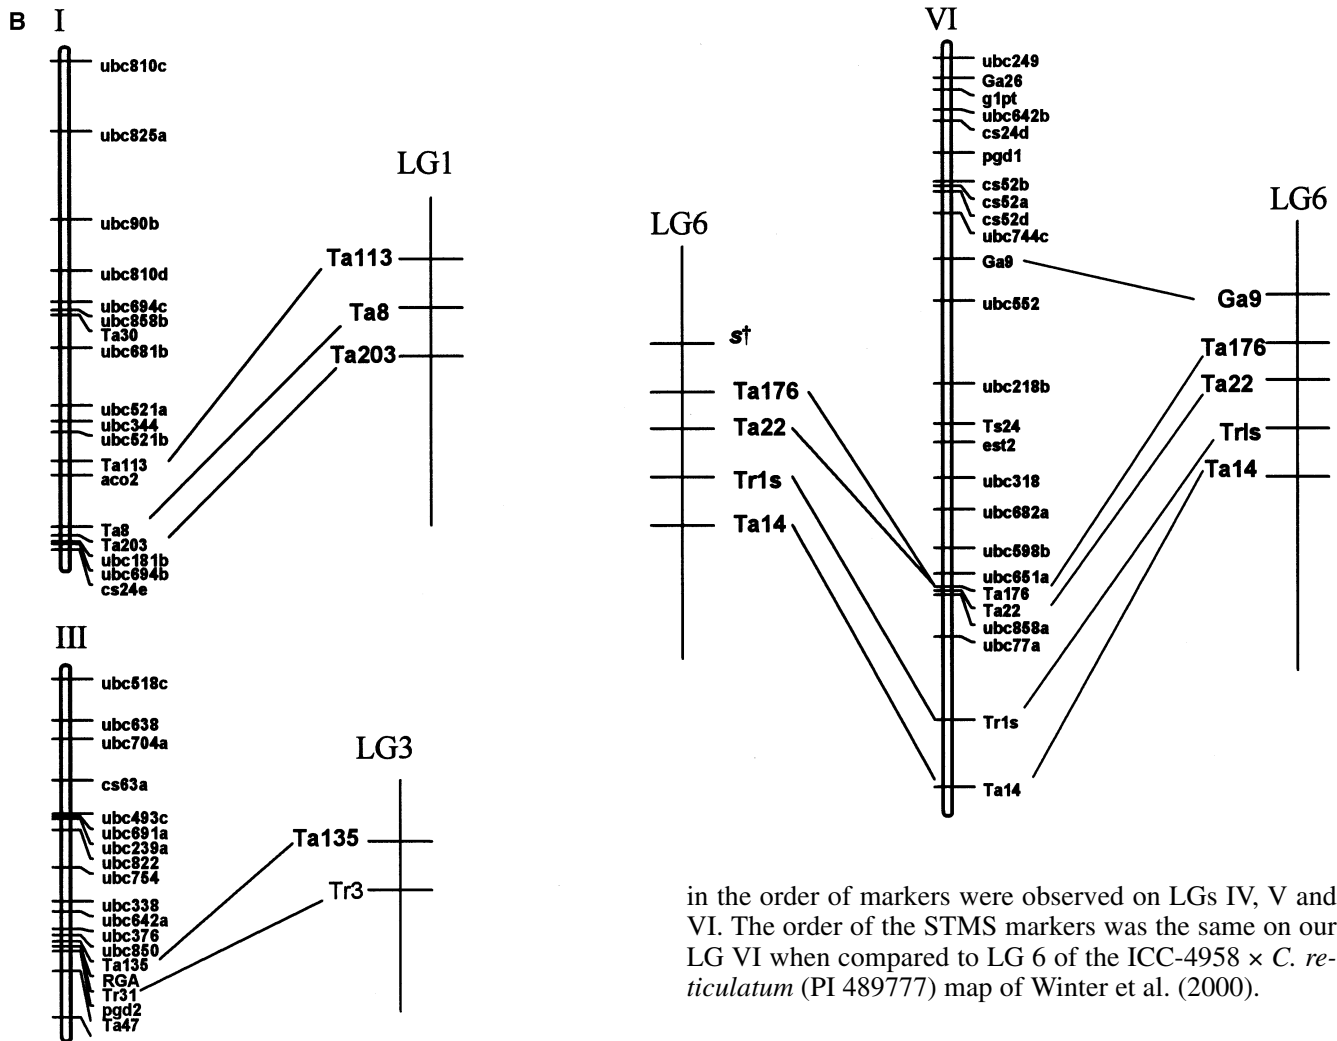 B
I
ubc810c
ubc825a
ubc90b
ubc810d
ubc694c
ubc858b
Ta30
ubc681b
ubc521a
ubc344
ubc521b
Ta113
aco2
Ta8
Ta203
ubc181b
ubc694b
cs24e
LG1
Ta113
Ta8
Ta203
III
ubc518c
ubc638
ubc704a
cs63a
ubc493c
ubc691a
ubc239a
ubc822
ubc754
ubc338
ubc642a
ubc376
ubc850
Ta135
RGA
Tr31
pgd2
Ta47
LG3
Ta135
Tr3
LG6
s†
Ta176
Ta22
Tr1s
Ta14
VI
ubc249
Ga26
g1pt
ubc642b
cs24d
pgd1
cs52b
cs52a
cs52d
ubc744c
Ga9
ubc552
ubc218b
Ts24
est2
ubc318
ubc682a
ubc598b
ubc651a
Ta176
Ta22
ubc858a
ubc77a
Tr1s
Ta14
LG6
Ga9
Ta176
Ta22
Trls
Ta14
in the order of markers were observed on LGs IV, V and
VI. The order of the STMS markers was the same on our
LG VI when compared to LG 6 of the ICC-4958 × C. re-
ticulatum (PI 489777) map of Winter et al. (2000).